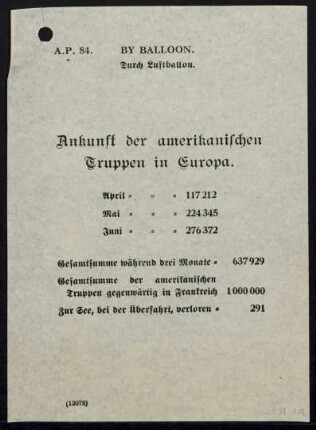 A.P. 84. BY BALLOON.
Durch Luftballon.
Ankunft der amerikanischen
Truppen in Europa.
April " " " 117 212
Mai " " " 224 345
Juni " " " 276 372
Gesamtsumme während drei Monate " 637 929
Gesamtsumme der amerikanischen
Truppen gegenwärtig in Frankreich 1 000 000
Zur See, bei der Überfahrt, verloren " 291
(13078)